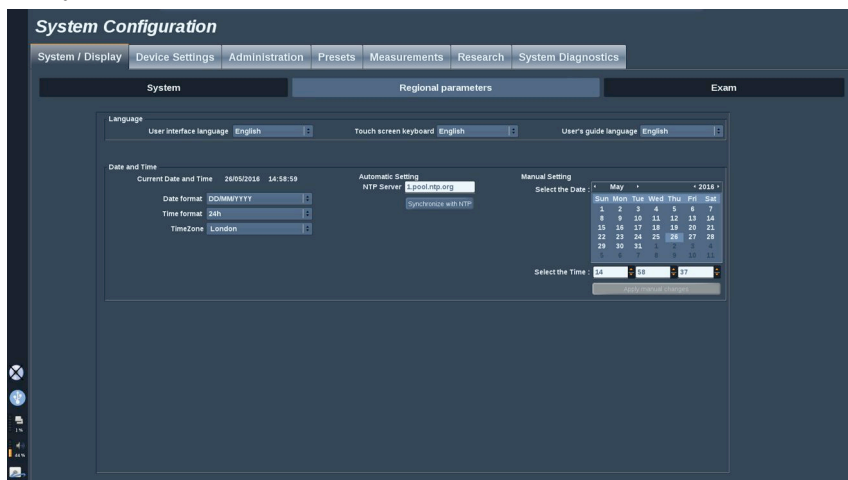 System Configuration
System / Display Device Settings Administration Presets Measurements Research System Diagnostics
System Regional parameters Exam
Language
User interface language English Touch screen keyboard English User's guide language English
Date and Time
Current Date and Time 26/05/2016 14:58:59
Date format DD/MM/YYYY
Time format 24h
TimeZone London
Automatic Setting
NTP Server 1.pool.ntp.org
Synchronize with NTP
Manual Setting
Select the Date :
May 2016
Sun Mon Tue Wed Thu Fri Sat
1 2 3 4 5 6 7
8 9 10 11 12 13 14
15 16 17 18 19 20 21
22 23 24 25 26 27 28
29 30 31 1 2 3 4
5 6 7 8 9 10 11
Select the Time : 14 58 37
Apply manual changes
1 %
44 %